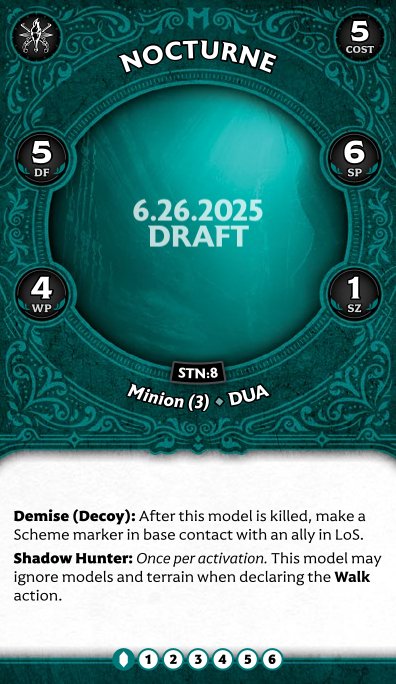 5
COST
NOCTURNE
5
DF
6
SP
6.26.2025
DRAFT
4
WP
1
SZ
STN:8
Minion (3) ◆ DUA
Demise (Decoy): After this model is killed, make a
Scheme marker in base contact with an ally in LoS.
Shadow Hunter: Once per activation. This model may
ignore models and terrain when declaring the Walk
action.
1 2 3 4 5 6